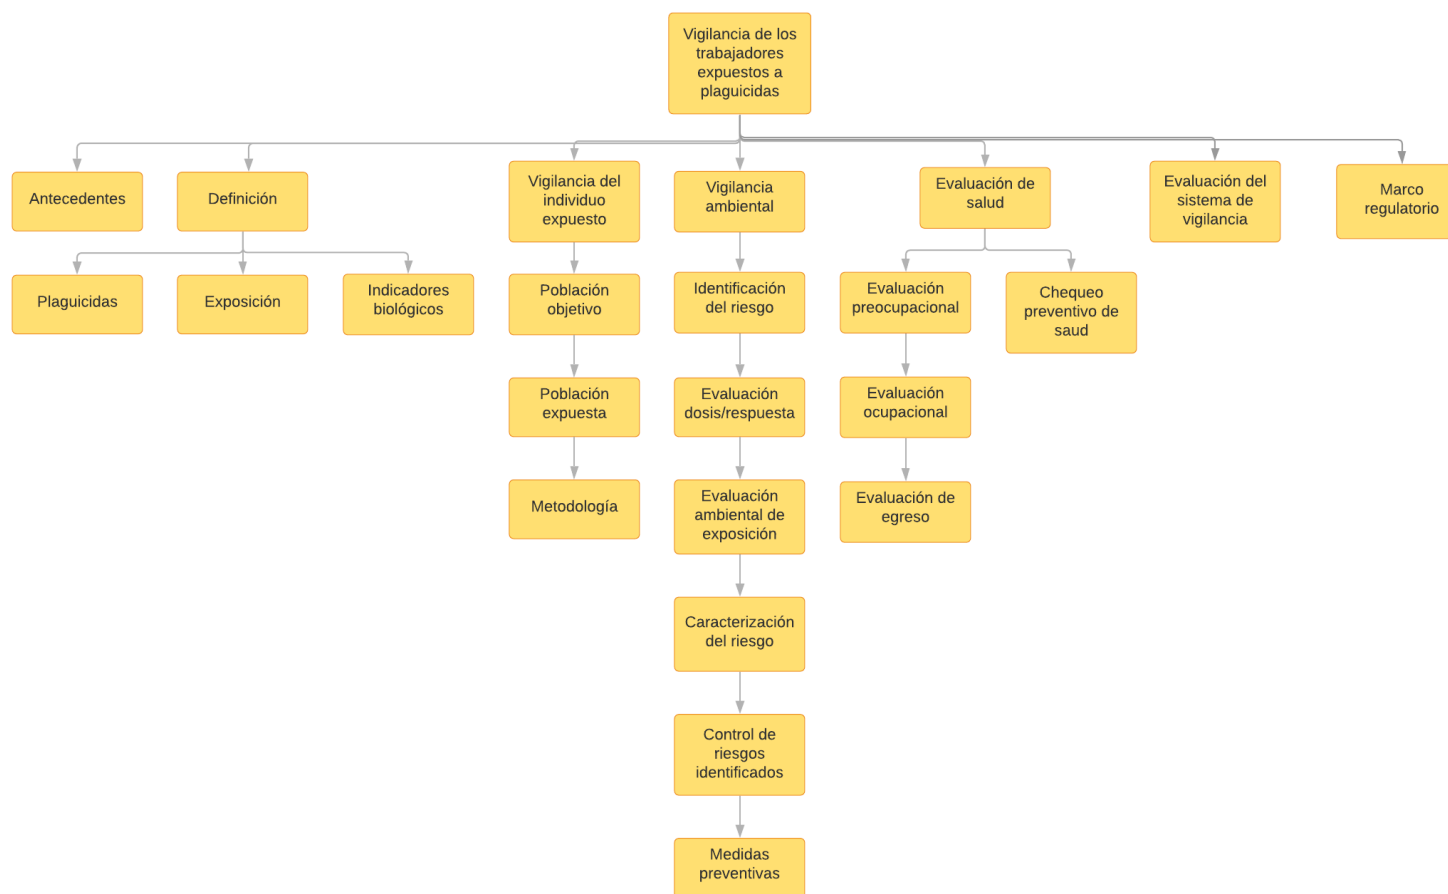 Vigilancia de los
trabajadores
expuestos a
plaguicidas
Antecedentes
Definición
Vigilancia del
individuo
expuesto
Vigilancia
ambiental
Evaluación de
salud
Evaluación del
sistema de
vigilancia
Marco
regulatorio
Plaguicidas
Exposición
Indicadores
biológicos
Población
objetivo
Identificación
del riesgo
Evaluación
preocupacional
Chequeo
preventivo de
saud
Población
expuesta
Evaluación
dosis/respuesta
Evaluación
ocupacional
Metodología
Evaluación
ambiental de
exposición
Evaluación de
egreso
Caracterización
del riesgo
Control de
riesgos
identificados
Medidas
preventivas